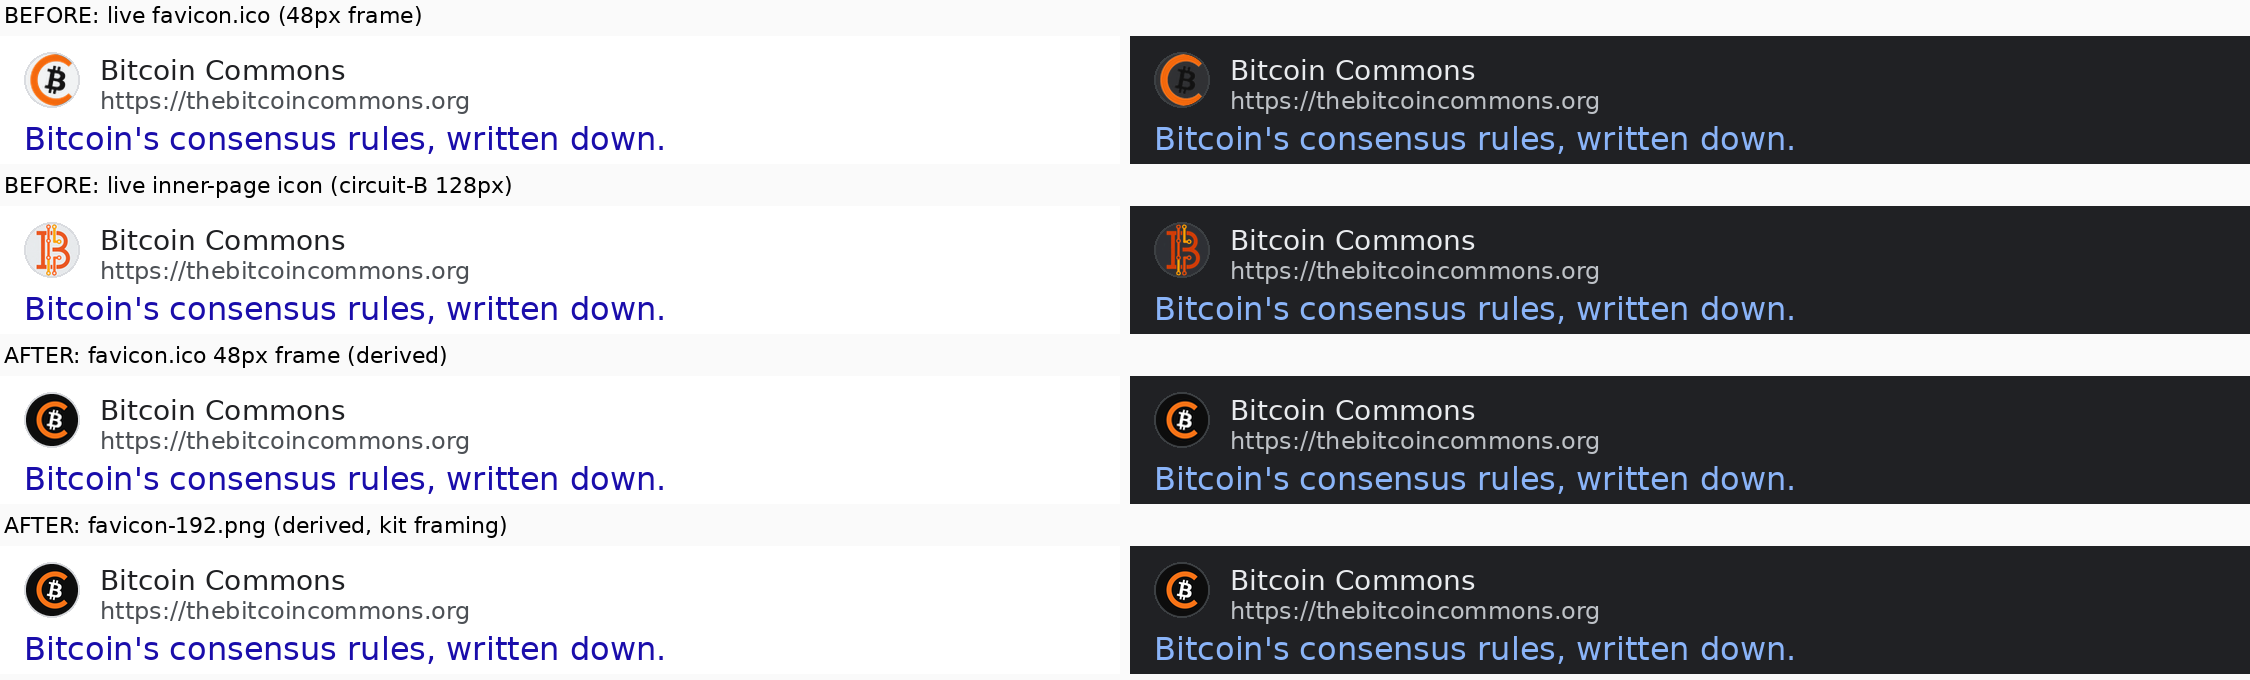 BEFORE: live favicon.ico (48px frame)
Bitcoin Commons
https://thebitcoincommons.org
Bitcoin's consensus rules, written down.
Bitcoin Commons
https://thebitcoincommons.org
Bitcoin's consensus rules, written down.
BEFORE: live inner-page icon (circuit-B 128px)
Bitcoin Commons
https://thebitcoincommons.org
Bitcoin's consensus rules, written down.
Bitcoin Commons
https://thebitcoincommons.org
Bitcoin's consensus rules, written down.
AFTER: favicon.ico 48px frame (derived)
Bitcoin Commons
https://thebitcoincommons.org
Bitcoin's consensus rules, written down.
Bitcoin Commons
https://thebitcoincommons.org
Bitcoin's consensus rules, written down.
AFTER: favicon-192.png (derived, kit framing)
Bitcoin Commons
https://thebitcoincommons.org
Bitcoin's consensus rules, written down.
Bitcoin Commons
https://thebitcoincommons.org
Bitcoin's consensus rules, written down.